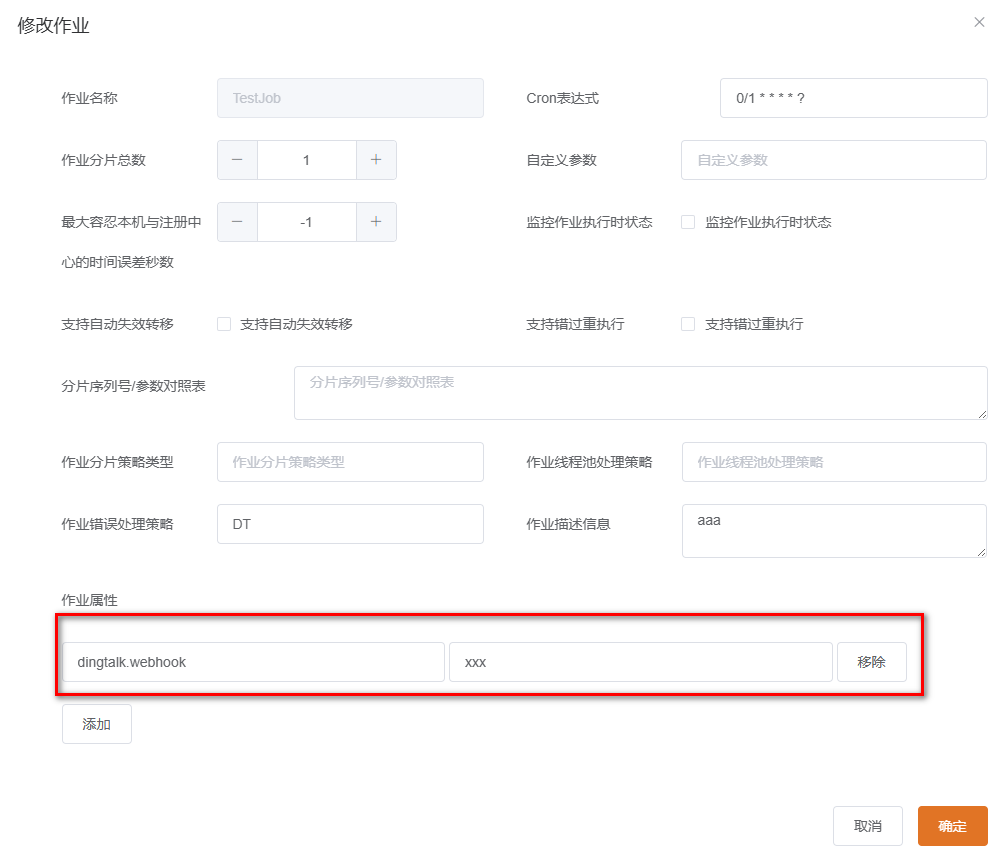 修改作业
作业名称
TestJob
Cron表达式
0/1 * * * * ?
作业分片总数
1
自定义参数
自定义参数
最大容忍本机与注册中
心的时间误差秒数
-1
监控作业执行时状态
监控作业执行时状态
支持自动失效转移
支持自动失效转移
支持错过重执行
支持错过重执行
分片序列号/参数对照表
分片序列号/参数对照表
作业分片策略类型
作业分片策略类型
作业线程池处理策略
作业线程池处理策略
作业错误处理策略
DT
作业描述信息
aaa
作业属性
dingtalk.webhook
xxx
移除
添加
取消
确定